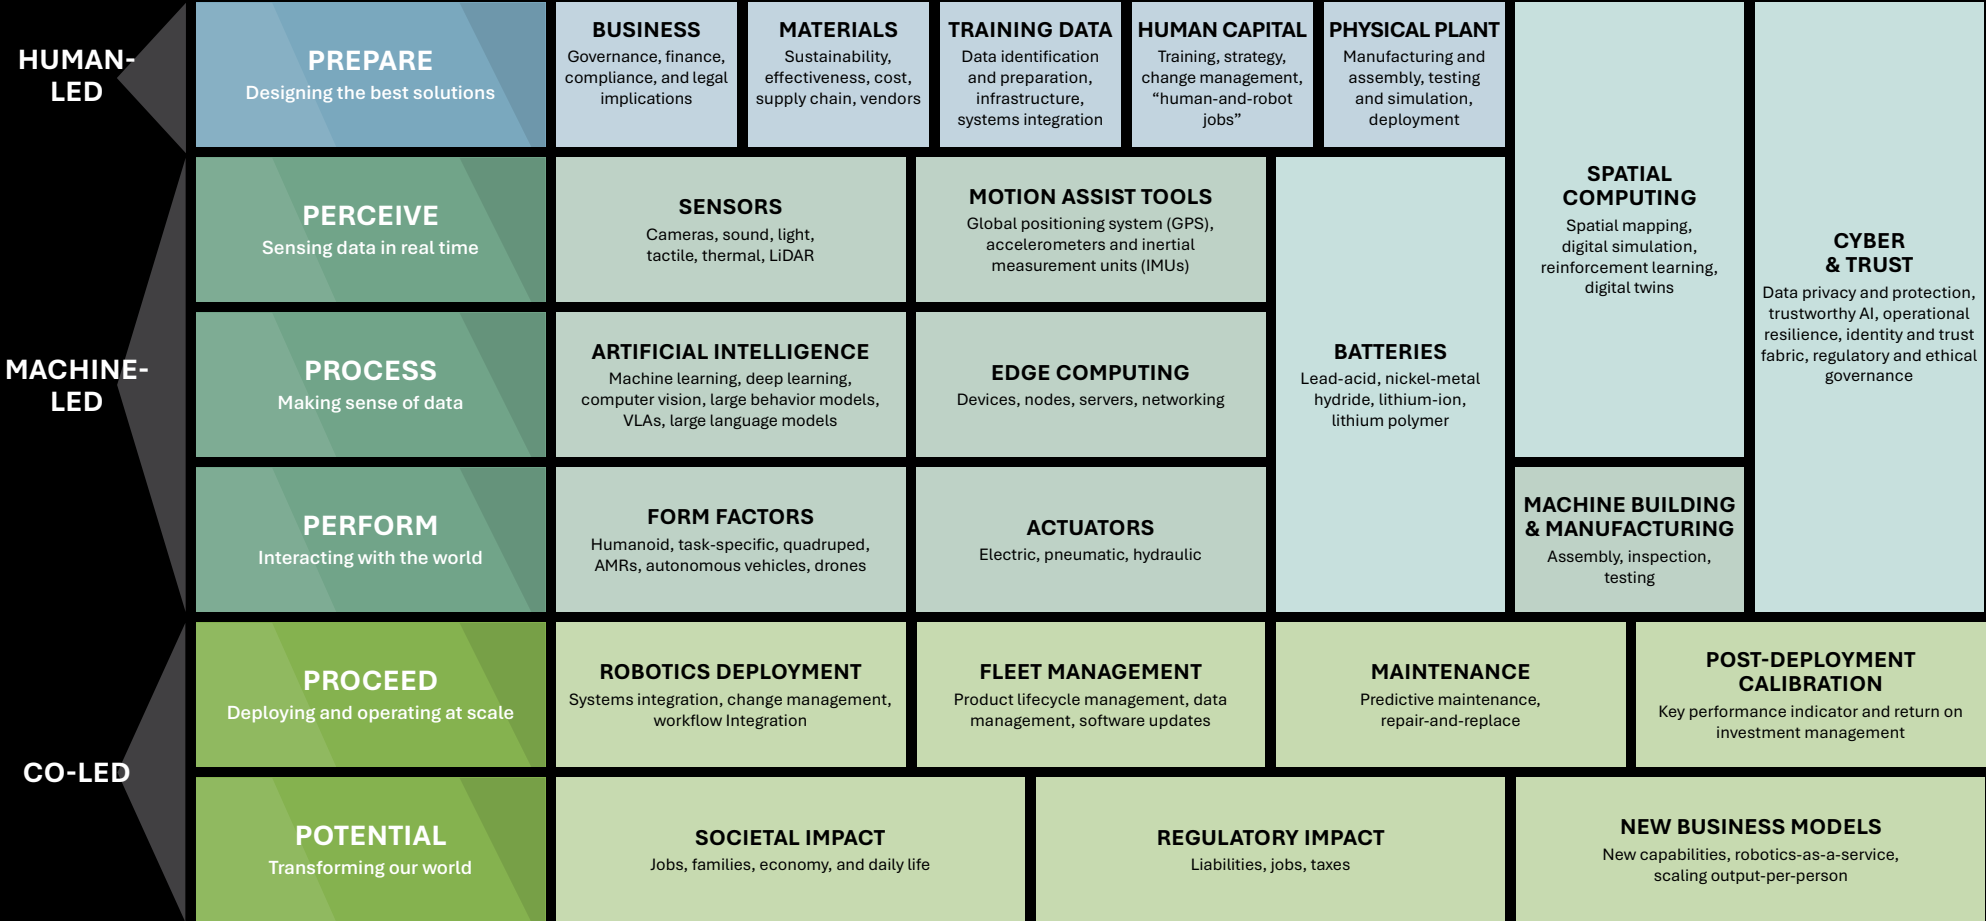 HUMAN-
LED
PREPARE
Designing the best solutions
BUSINESS
Governance, finance,
compliance, and legal
implications
MATERIALS
Sustainability,
effectiveness, cost,
supply chain, vendors
TRAINING DATA
Data identification
and preparation,
infrastructure,
systems integration
HUMAN CAPITAL
Training, strategy,
change management,
“human-and-robot
jobs”
PHYSICAL PLANT
Manufacturing and
assembly, testing
and simulation,
deployment
SPATIAL
COMPUTING
Spatial mapping,
digital simulation,
reinforcement learning,
digital twins
CYBER
& TRUST
Data privacy and protection,
trustworthy AI, operational
resilience, identity and trust
fabric, regulatory and ethical
governance
MACHINE-
LED
PERCEIVE
Sensing data in real time
SENSORS
Cameras, sound, light,
tactile, thermal, LiDAR
MOTION ASSIST TOOLS
Global positioning system (GPS),
accelerometers and inertial
measurement units (IMUs)
BATTERIES
Lead-acid, nickel-metal
hydride, lithium-ion,
lithium polymer
PROCESS
Making sense of data
ARTIFICIAL INTELLIGENCE
Machine learning, deep learning,
computer vision, large behavior models,
VLAs, large language models
EDGE COMPUTING
Devices, nodes, servers, networking
PERFORM
Interacting with the world
FORM FACTORS
Humanoid, task-specific, quadruped,
AMRs, autonomous vehicles, drones
ACTUATORS
Electric, pneumatic, hydraulic
MACHINE BUILDING
& MANUFACTURING
Assembly, inspection,
testing
CO-LED
PROCEED
Deploying and operating at scale
ROBOTICS DEPLOYMENT
Systems integration, change management,
workflow Integration
FLEET MANAGEMENT
Product lifecycle management, data
management, software updates
MAINTENANCE
Predictive maintenance,
repair-and-replace
POST-DEPLOYMENT
CALIBRATION
Key performance indicator and return on
investment management
POTENTIAL
Transforming our world
SOCIETAL IMPACT
Jobs, families, economy, and daily life
REGULATORY IMPACT
Liabilities, jobs, taxes
NEW BUSINESS MODELS
New capabilities, robotics-as-a-service,
scaling output-per-person